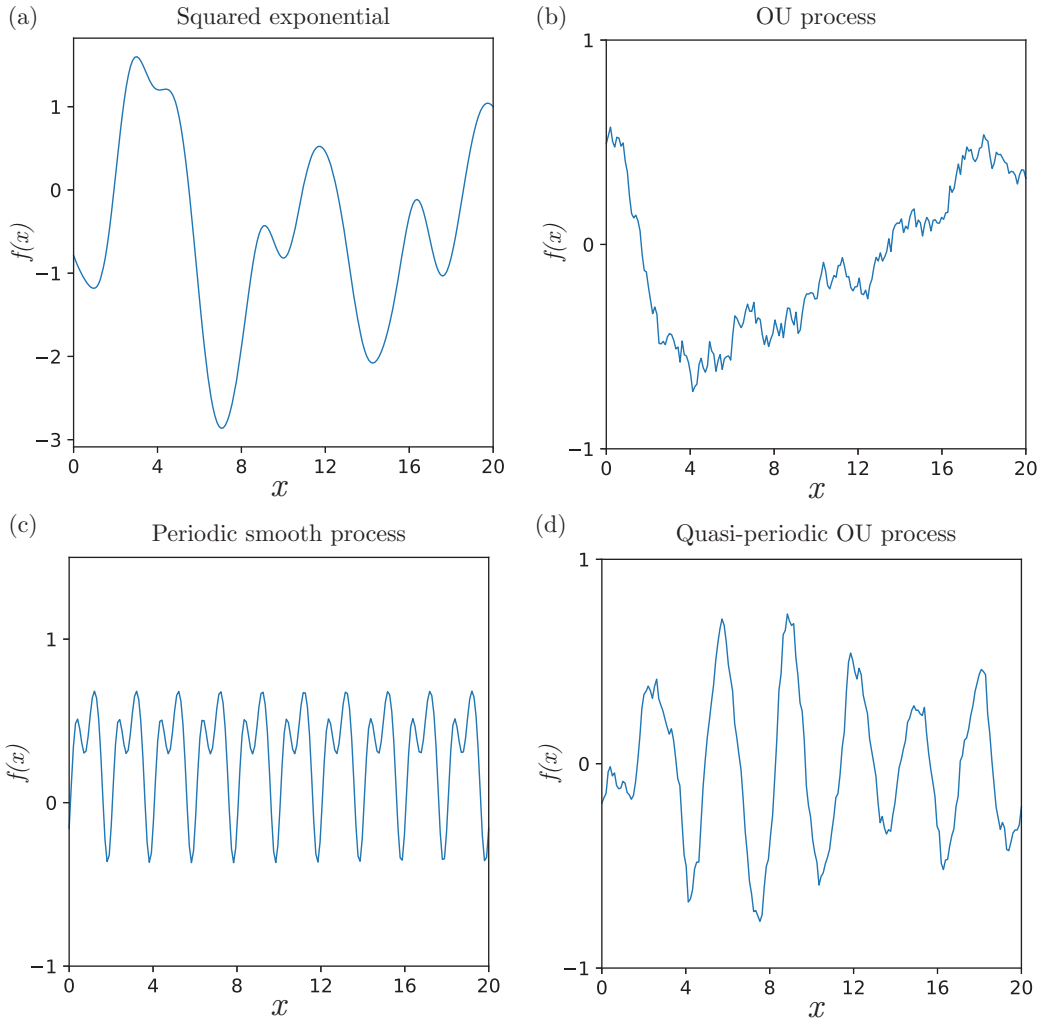 (a) Squared exponential
1
0
−1
−2
−3
f(x)
0 4 8 12 16 20
x
(b) OU process
1
0
−1
f(x)
0 4 8 12 16 20
x
(c) Periodic smooth process
1
0
−1
f(x)
0 4 8 12 16 20
x
(d) Quasi-periodic OU process
1
0
−1
f(x)
0 4 8 12 16 20
x